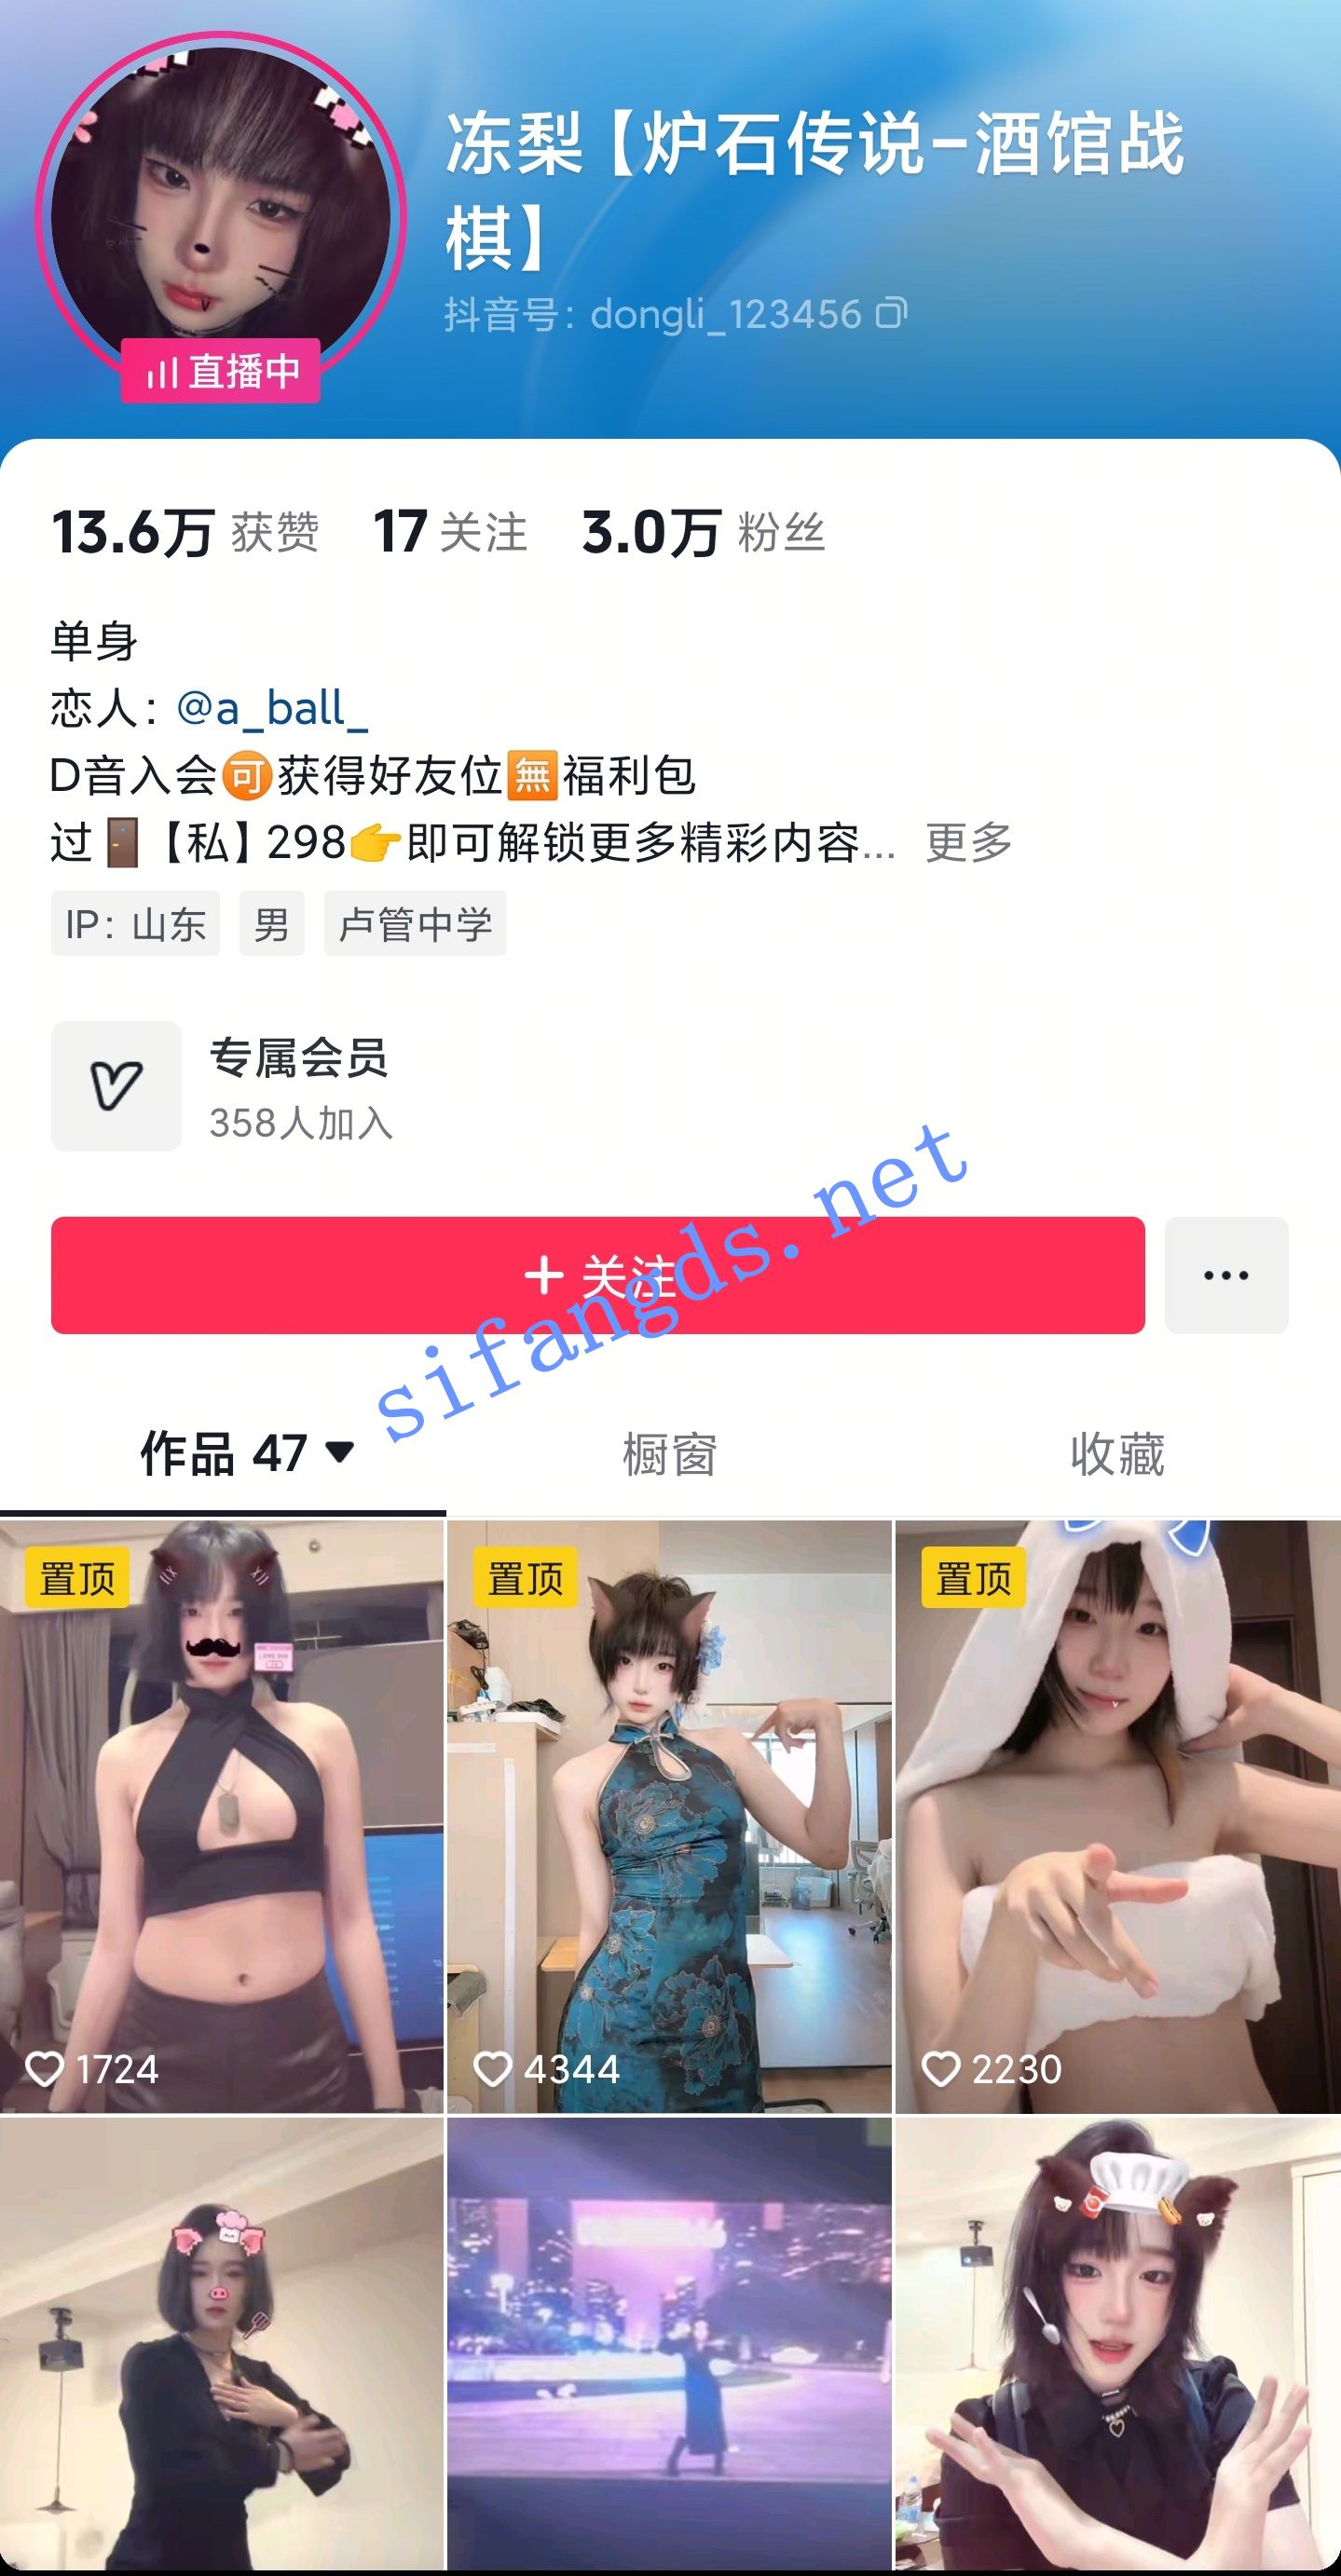 冻梨【炉石传说-酒馆战
棋】
抖音号: dongli_123456
直播中
13.6万 获赞 17 关注 3.0万 粉丝
单身
恋人: @a_ball_
D音入会🉑获得好友位🈚福利包
过🚪【私】298👉即可解锁更多精彩内容... 更多
IP: 山东 男 卢管中学
专属会员
358人加入
+ 关注
sifangds.net
作品 47 橱窗 收藏
置顶 置顶 置顶
1724 4344 2230